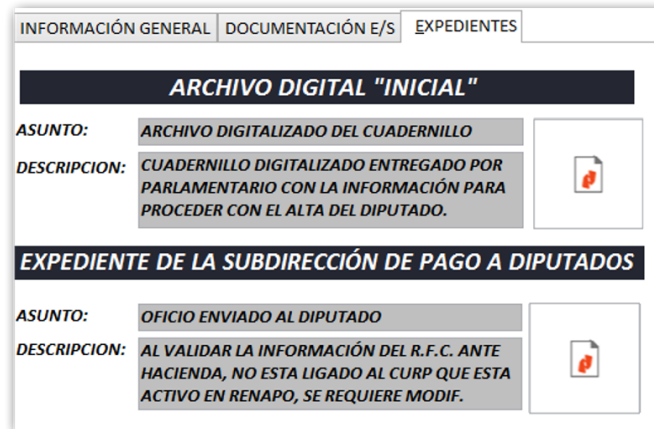 INFORMACIÓN GENERAL DOCUMENTACIÓN E/S EXPEDIENTES
ARCHIVO DIGITAL "INICIAL"
ASUNTO: ARCHIVO DIGITALIZADO DEL CUADERNILLO
DESCRIPCION: CUADERNILLO DIGITALIZADO ENTREGADO POR
PARLAMENTARIO CON LA INFORMACIÓN PARA
PROCEDER CON EL ALTA DEL DIPUTADO.
EXPEDIENTE DE LA SUBDIRECCIÓN DE PAGO A DIPUTADOS
ASUNTO: OFICIO ENVIADO AL DIPUTADO
DESCRIPCION: AL VALIDAR LA INFORMACIÓN DEL R.F.C. ANTE
HACIENDA, NO ESTA LIGADO AL CURP QUE ESTA
ACTIVO EN RENAPO, SE REQUIERE MODIF.